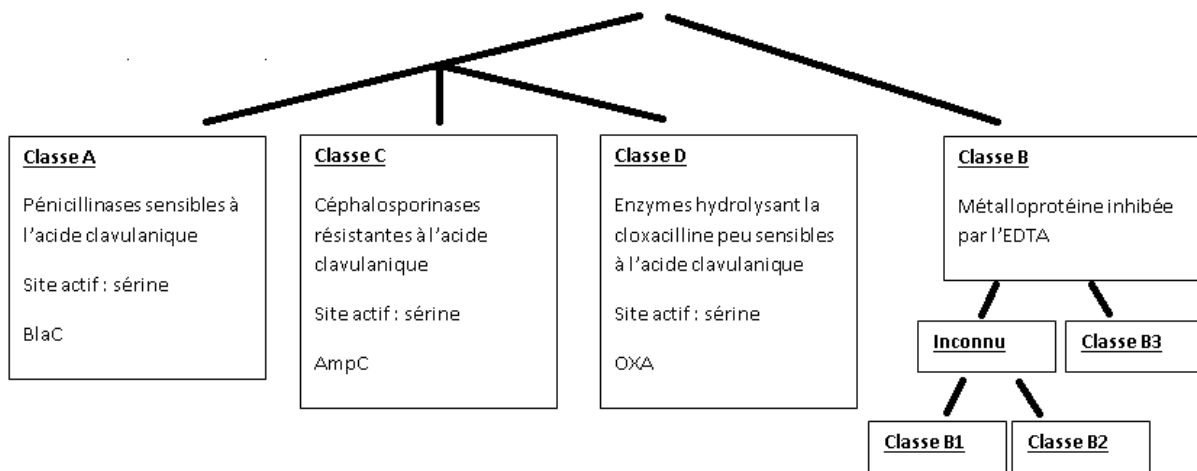 Classe A
Pénicillinases sensibles à
l'acide clavulanique
Site actif : sérine
BlaC
Classe C
Céphalosporinases
résistantes à l'acide
clavulanique
Site actif : sérine
AmpC
Classe D
Enzymes hydrolysant la
cloxacilline peu sensibles
à l'acide clavulanique
Site actif : sérine
OXA
Classe B
Métalloprotéine inhibée
par l'EDTA
Inconnu
Classe B3
Classe B1
Classe B2